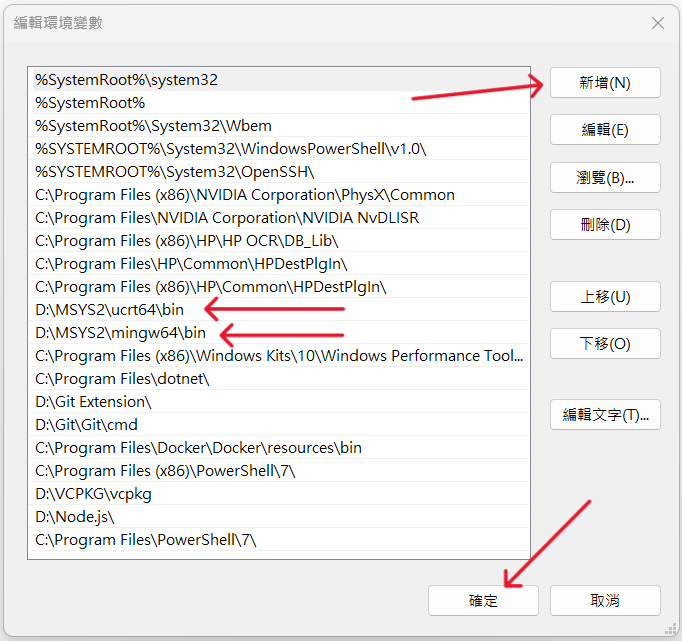 編輯環境變數
%SystemRoot%\system32
%SystemRoot%
%SystemRoot%\System32\Wbem
%SYSTEMROOT%\System32\WindowsPowerShell\v1.0\
%SYSTEMROOT%\System32\OpenSSH\
C:\Program Files (x86)\NVIDIA Corporation\PhysX\Common
C:\Program Files\NVIDIA Corporation\NVIDIA NvDLISR
C:\Program Files (x86)\HP\HP OCR\DB_Lib\
C:\Program Files\HP\Common\HPDestPlgIn\
C:\Program Files (x86)\HP\Common\HPDestPlgIn\
D:\MSYS2\ucrt64\bin
D:\MSYS2\mingw64\bin
C:\Program Files (x86)\Windows Kits\10\Windows Performance Tool...
C:\Program Files\dotnet\
D:\Git Extension\
D:\Git\Git\cmd
C:\Program Files\Docker\Docker\resources\bin
C:\Program Files (x86)\PowerShell\7\
D:\VCPKG\vcpkg
D:\Node.js\
C:\Program Files\PowerShell\7\
新增(N)
編輯(E)
瀏覽(B)...
刪除(D)
上移(U)
下移(O)
編輯文字(T)...
確定
取消